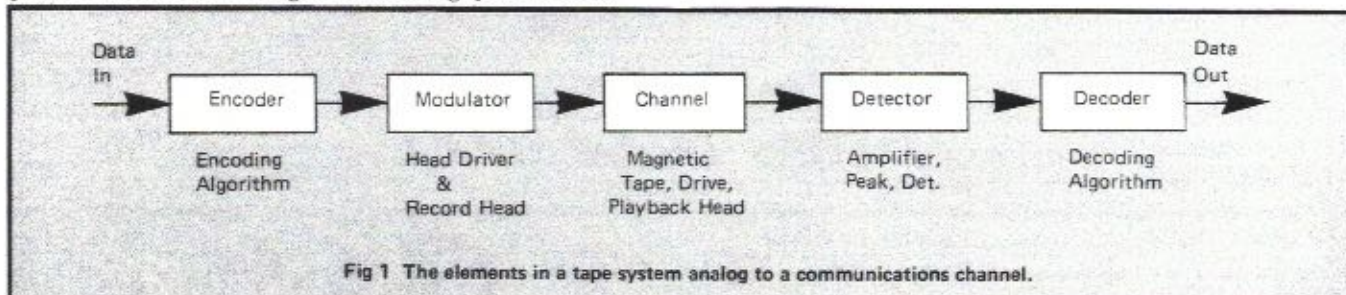 Data
In
Encoder
Modulator
Channel
Detector
Decoder
Data
Out
Encoding
Algorithm
Head Driver
&
Record Head
Magnetic
Tape, Drive,
Playback Head
Amplifier,
Peak, Det.
Decoding
Algorithm
Fig 1 The elements in a tape system analog to a communications channel.